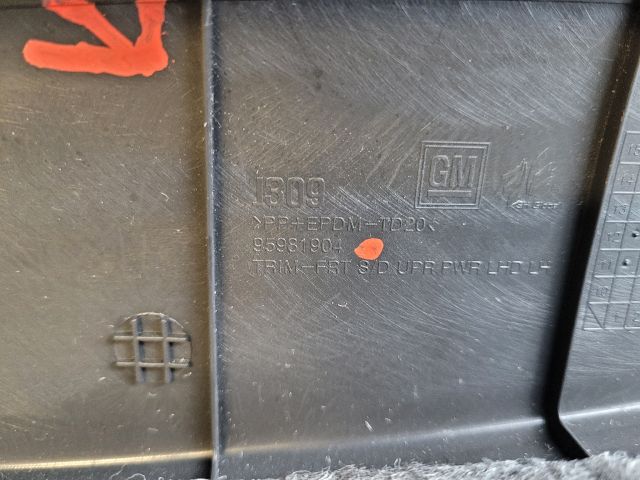 GM
J309
>PP+EPDM-TD20<
95981904
TRIM-FRT S/D UPR PWR LHD LH